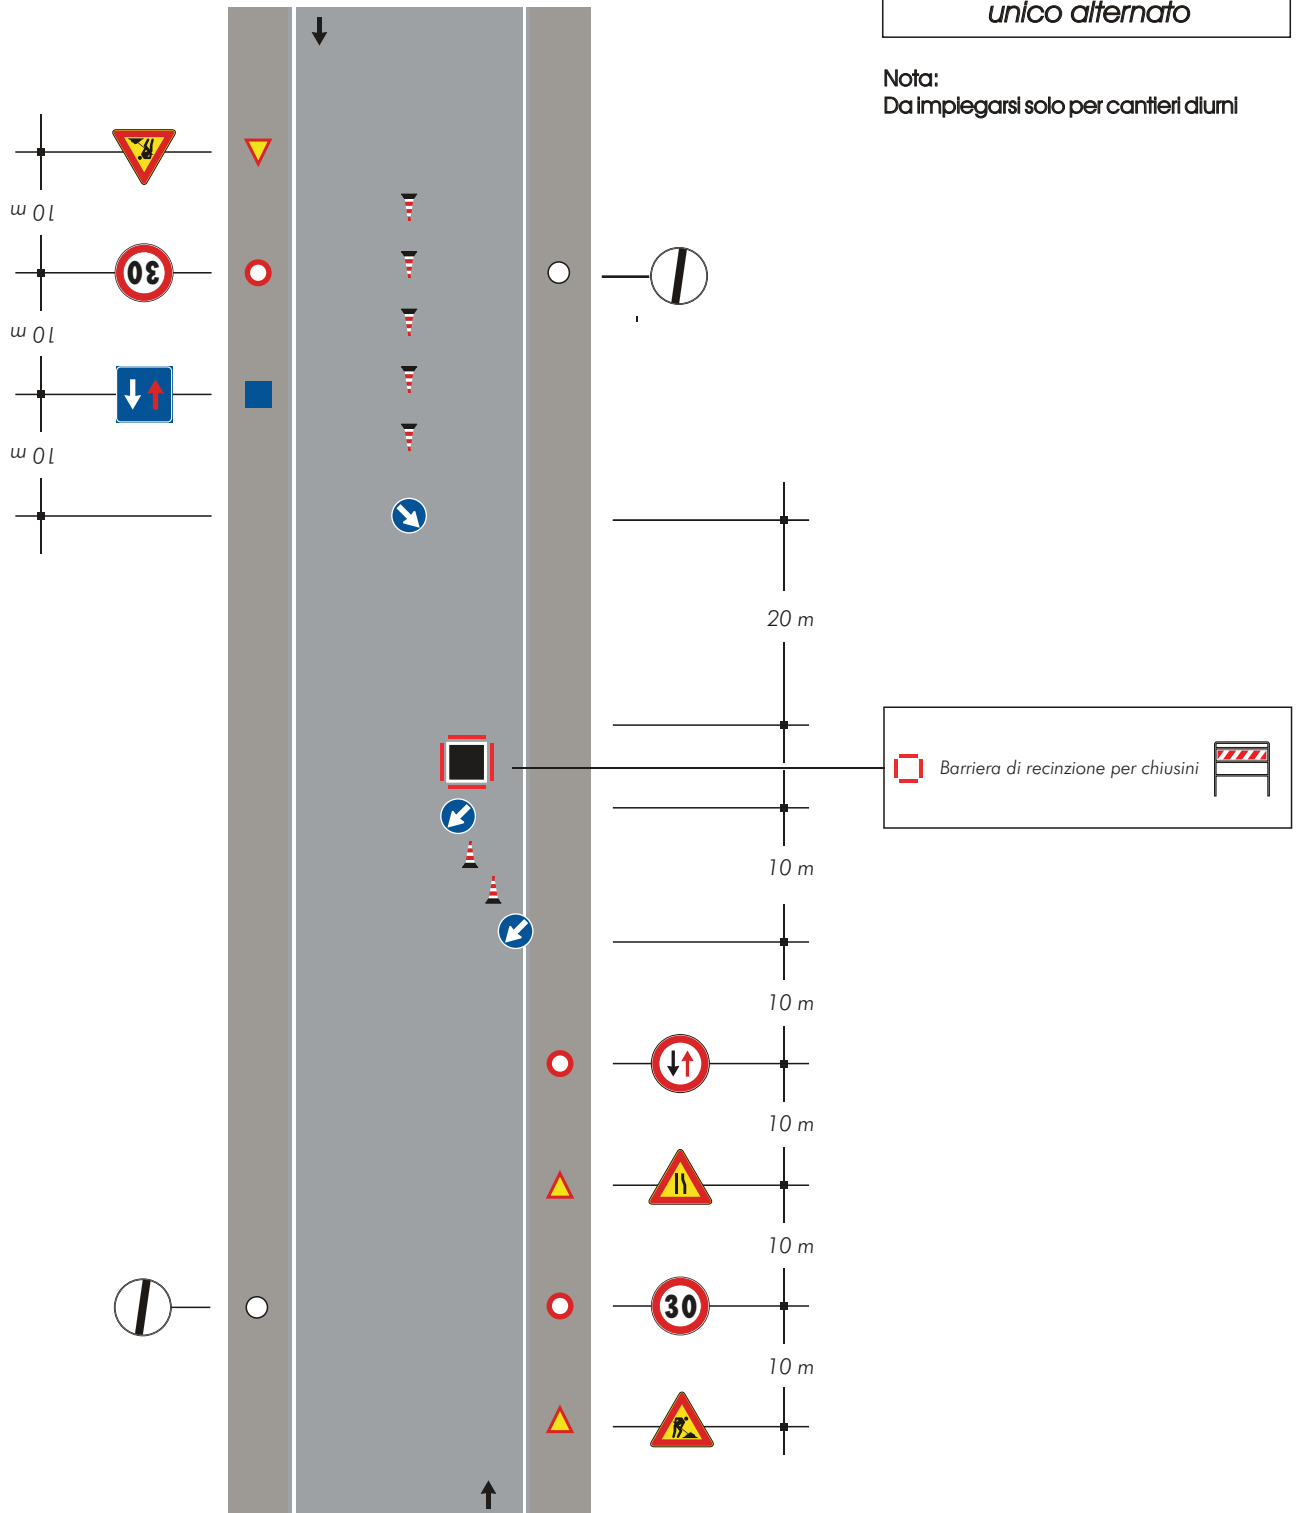 unico alternato
Nota:
Da impiegarsi solo per cantieri diurni
10 m
30
10 m
10 m
20 m
Barriera di recinzione per chiusini
10 m
10 m
10 m
10 m
30
10 m